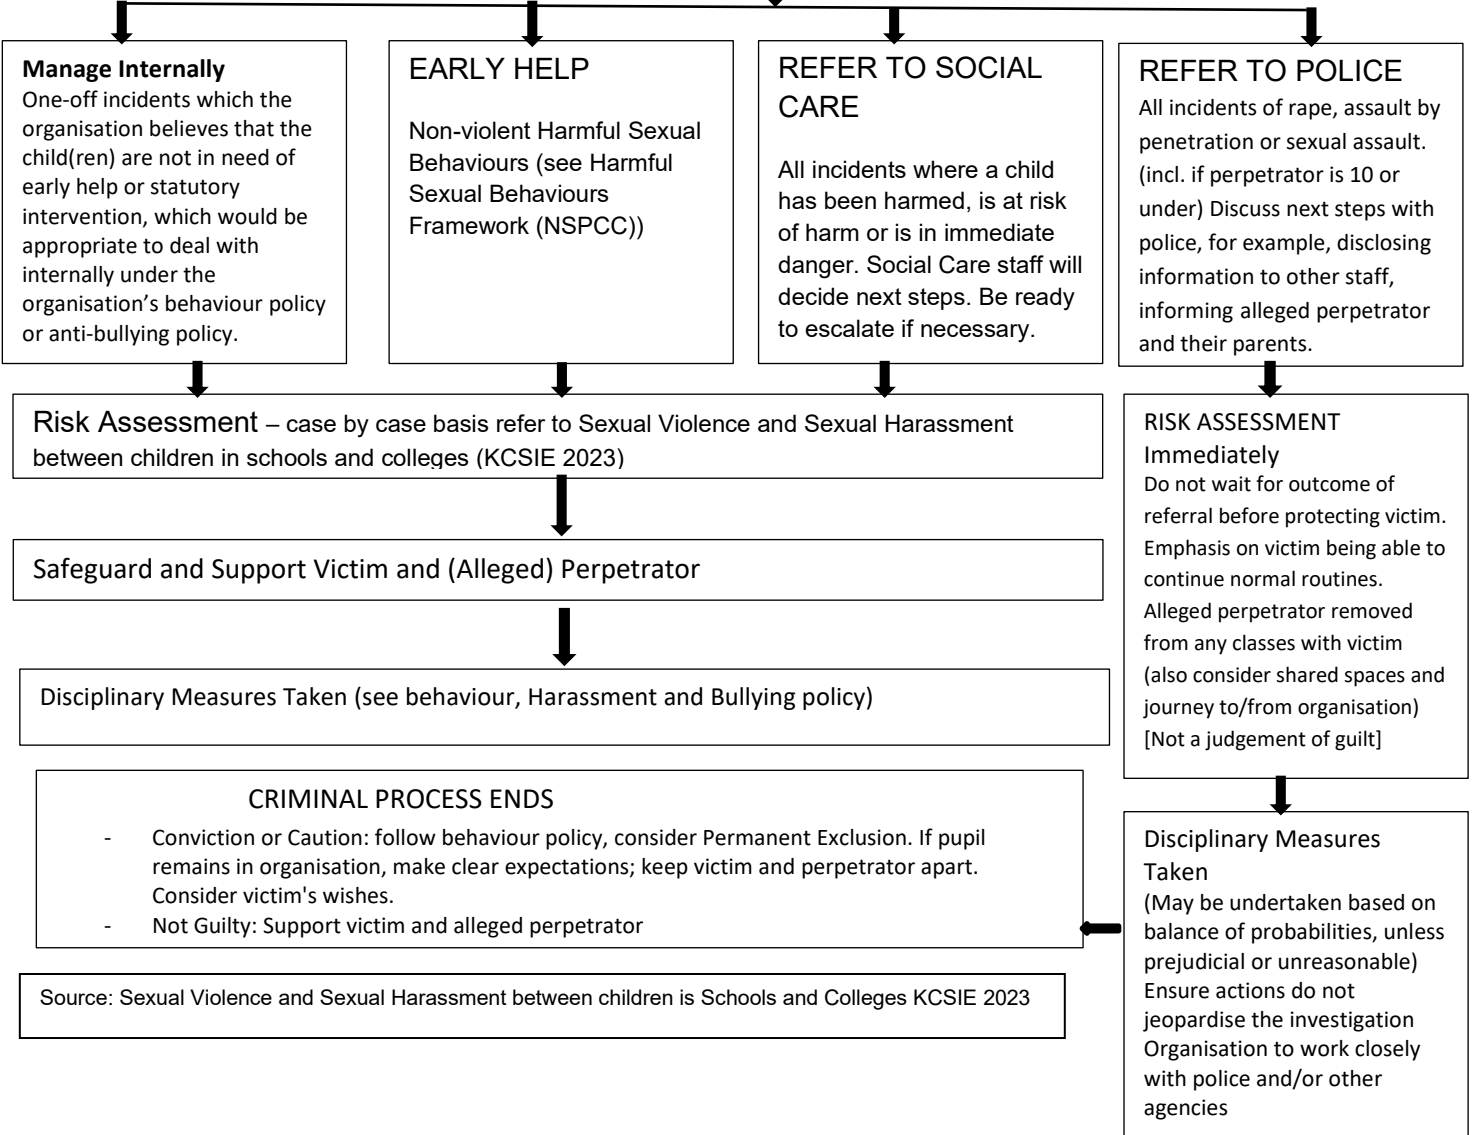 Manage Internally
One-off incidents which the
organisation believes that the
child(ren) are not in need of
early help or statutory
intervention, which would be
appropriate to deal with
internally under the
organisation’s behaviour policy
or anti-bullying policy.
EARLY HELP
Non-violent Harmful Sexual
Behaviours (see Harmful
Sexual Behaviours
Framework (NSPCC))
REFER TO SOCIAL
CARE
All incidents where a child
has been harmed, is at risk
of harm or is in immediate
danger. Social Care staff will
decide next steps. Be ready
to escalate if necessary.
REFER TO POLICE
All incidents of rape, assault by
penetration or sexual assault.
(incl. if perpetrator is 10 or
under) Discuss next steps with
police, for example, disclosing
information to other staff,
informing alleged perpetrator
and their parents.
Risk Assessment – case by case basis refer to Sexual Violence and Sexual Harassment
between children in schools and colleges (KCSIE 2023)
Safeguard and Support Victim and (Alleged) Perpetrator
Disciplinary Measures Taken (see behaviour, Harassment and Bullying policy)
RISK ASSESSMENT
Immediately
Do not wait for outcome of
referral before protecting victim.
Emphasis on victim being able to
continue normal routines.
Alleged perpetrator removed
from any classes with victim
(also consider shared spaces and
journey to/from organisation)
[Not a judgement of guilt]
Disciplinary Measures
Taken
(May be undertaken based on
balance of probabilities, unless
prejudicial or unreasonable)
Ensure actions do not
jeopardise the investigation
Organisation to work closely
with police and/or other
agencies
CRIMINAL PROCESS ENDS
- Conviction or Caution: follow behaviour policy, consider Permanent Exclusion. If pupil
remains in organisation, make clear expectations; keep victim and perpetrator apart.
Consider victim's wishes.
- Not Guilty: Support victim and alleged perpetrator
Source: Sexual Violence and Sexual Harassment between children is Schools and Colleges KCSIE 2023